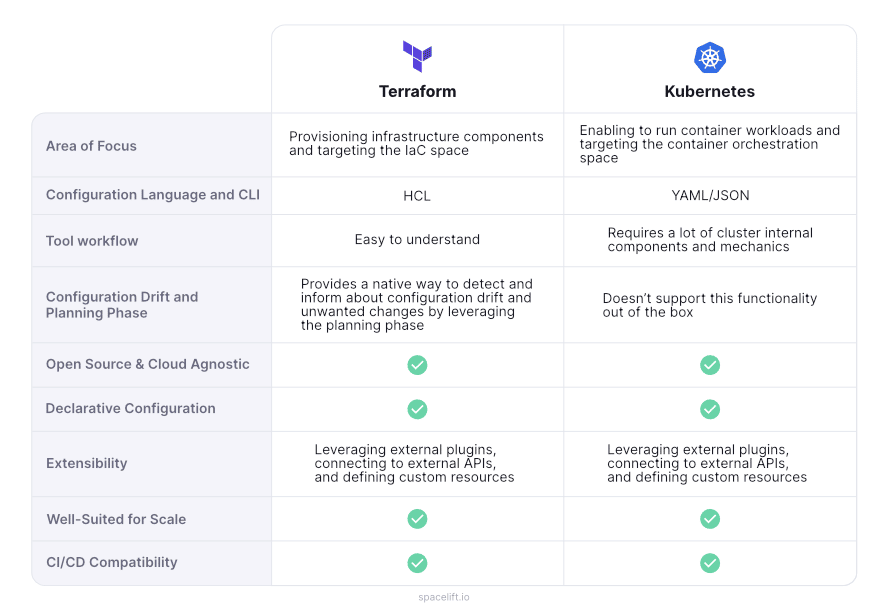 Terraform
Kubernetes
Area of Focus
Provisioning infrastructure components
and targeting the IaC space
Enabling to run container workloads and
targeting the container orchestration
space
Configuration Language and CLI
HCL
YAML/JSON
Tool workflow
Easy to understand
Requires a lot of cluster internal
components and mechanics
Configuration Drift and
Planning Phase
Provides a native way to detect and
inform about configuration drift and
unwanted changes by leveraging
the planning phase
Doesn’t support this functionality
out of the box
Open Source & Cloud Agnostic
Declarative Configuration
Extensibility
Leveraging external plugins,
connecting to external APIs,
and defining custom resources
Leveraging external plugins,
connecting to external APIs,
and defining custom resources
Well-Suited for Scale
CI/CD Compatibility
spacelift.io